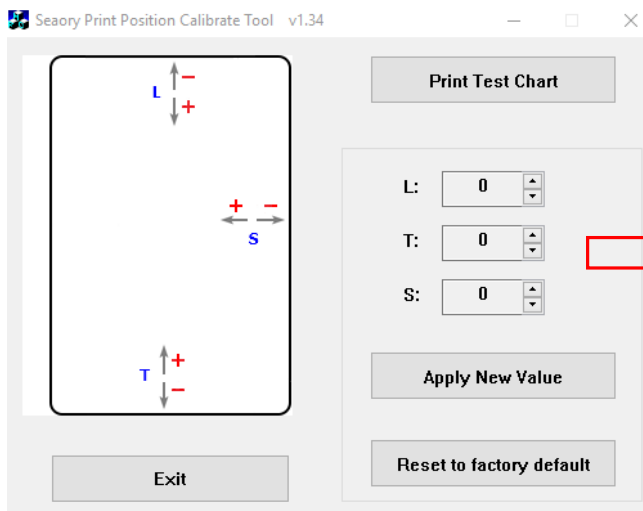 Seaory Print Position Calibrate Tool v1.34
L
−
+
+ −
S
T
+
−
Exit
Print Test Chart
L: 0
T: 0
S: 0
Apply New Value
Reset to factory default